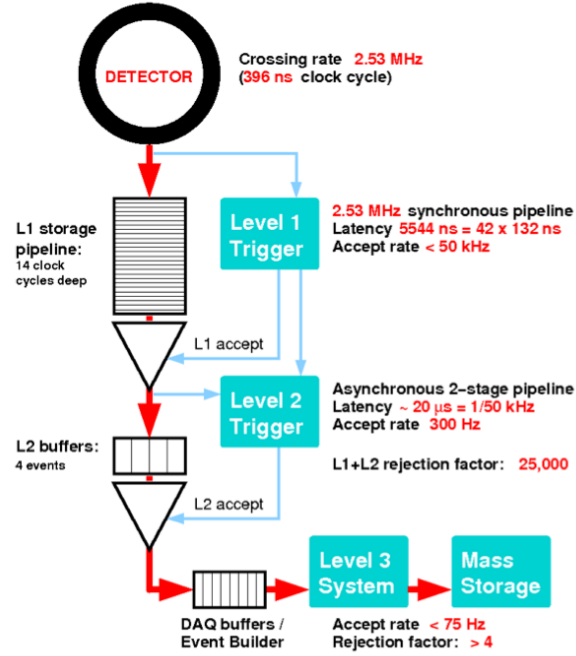 DETECTOR
Crossing rate 2.53 MHz
(396 ns clock cycle)
L1 storage
pipeline:
14 clock
cycles deep
Level 1
Trigger
2.53 MHz synchronous pipeline
Latency 5544 ns = 42 x 132 ns
Accept rate < 50 kHz
L1 accept
Level 2
Trigger
Asynchronous 2-stage pipeline
Latency ~ 20 µs = 1/50 kHz
Accept rate 300 Hz
L2 buffers:
4 events
L1+L2 rejection factor: 25,000
L2 accept
Level 3
System
Mass
Storage
DAQ buffers /
Event Builder
Accept rate < 75 Hz
Rejection factor: > 4